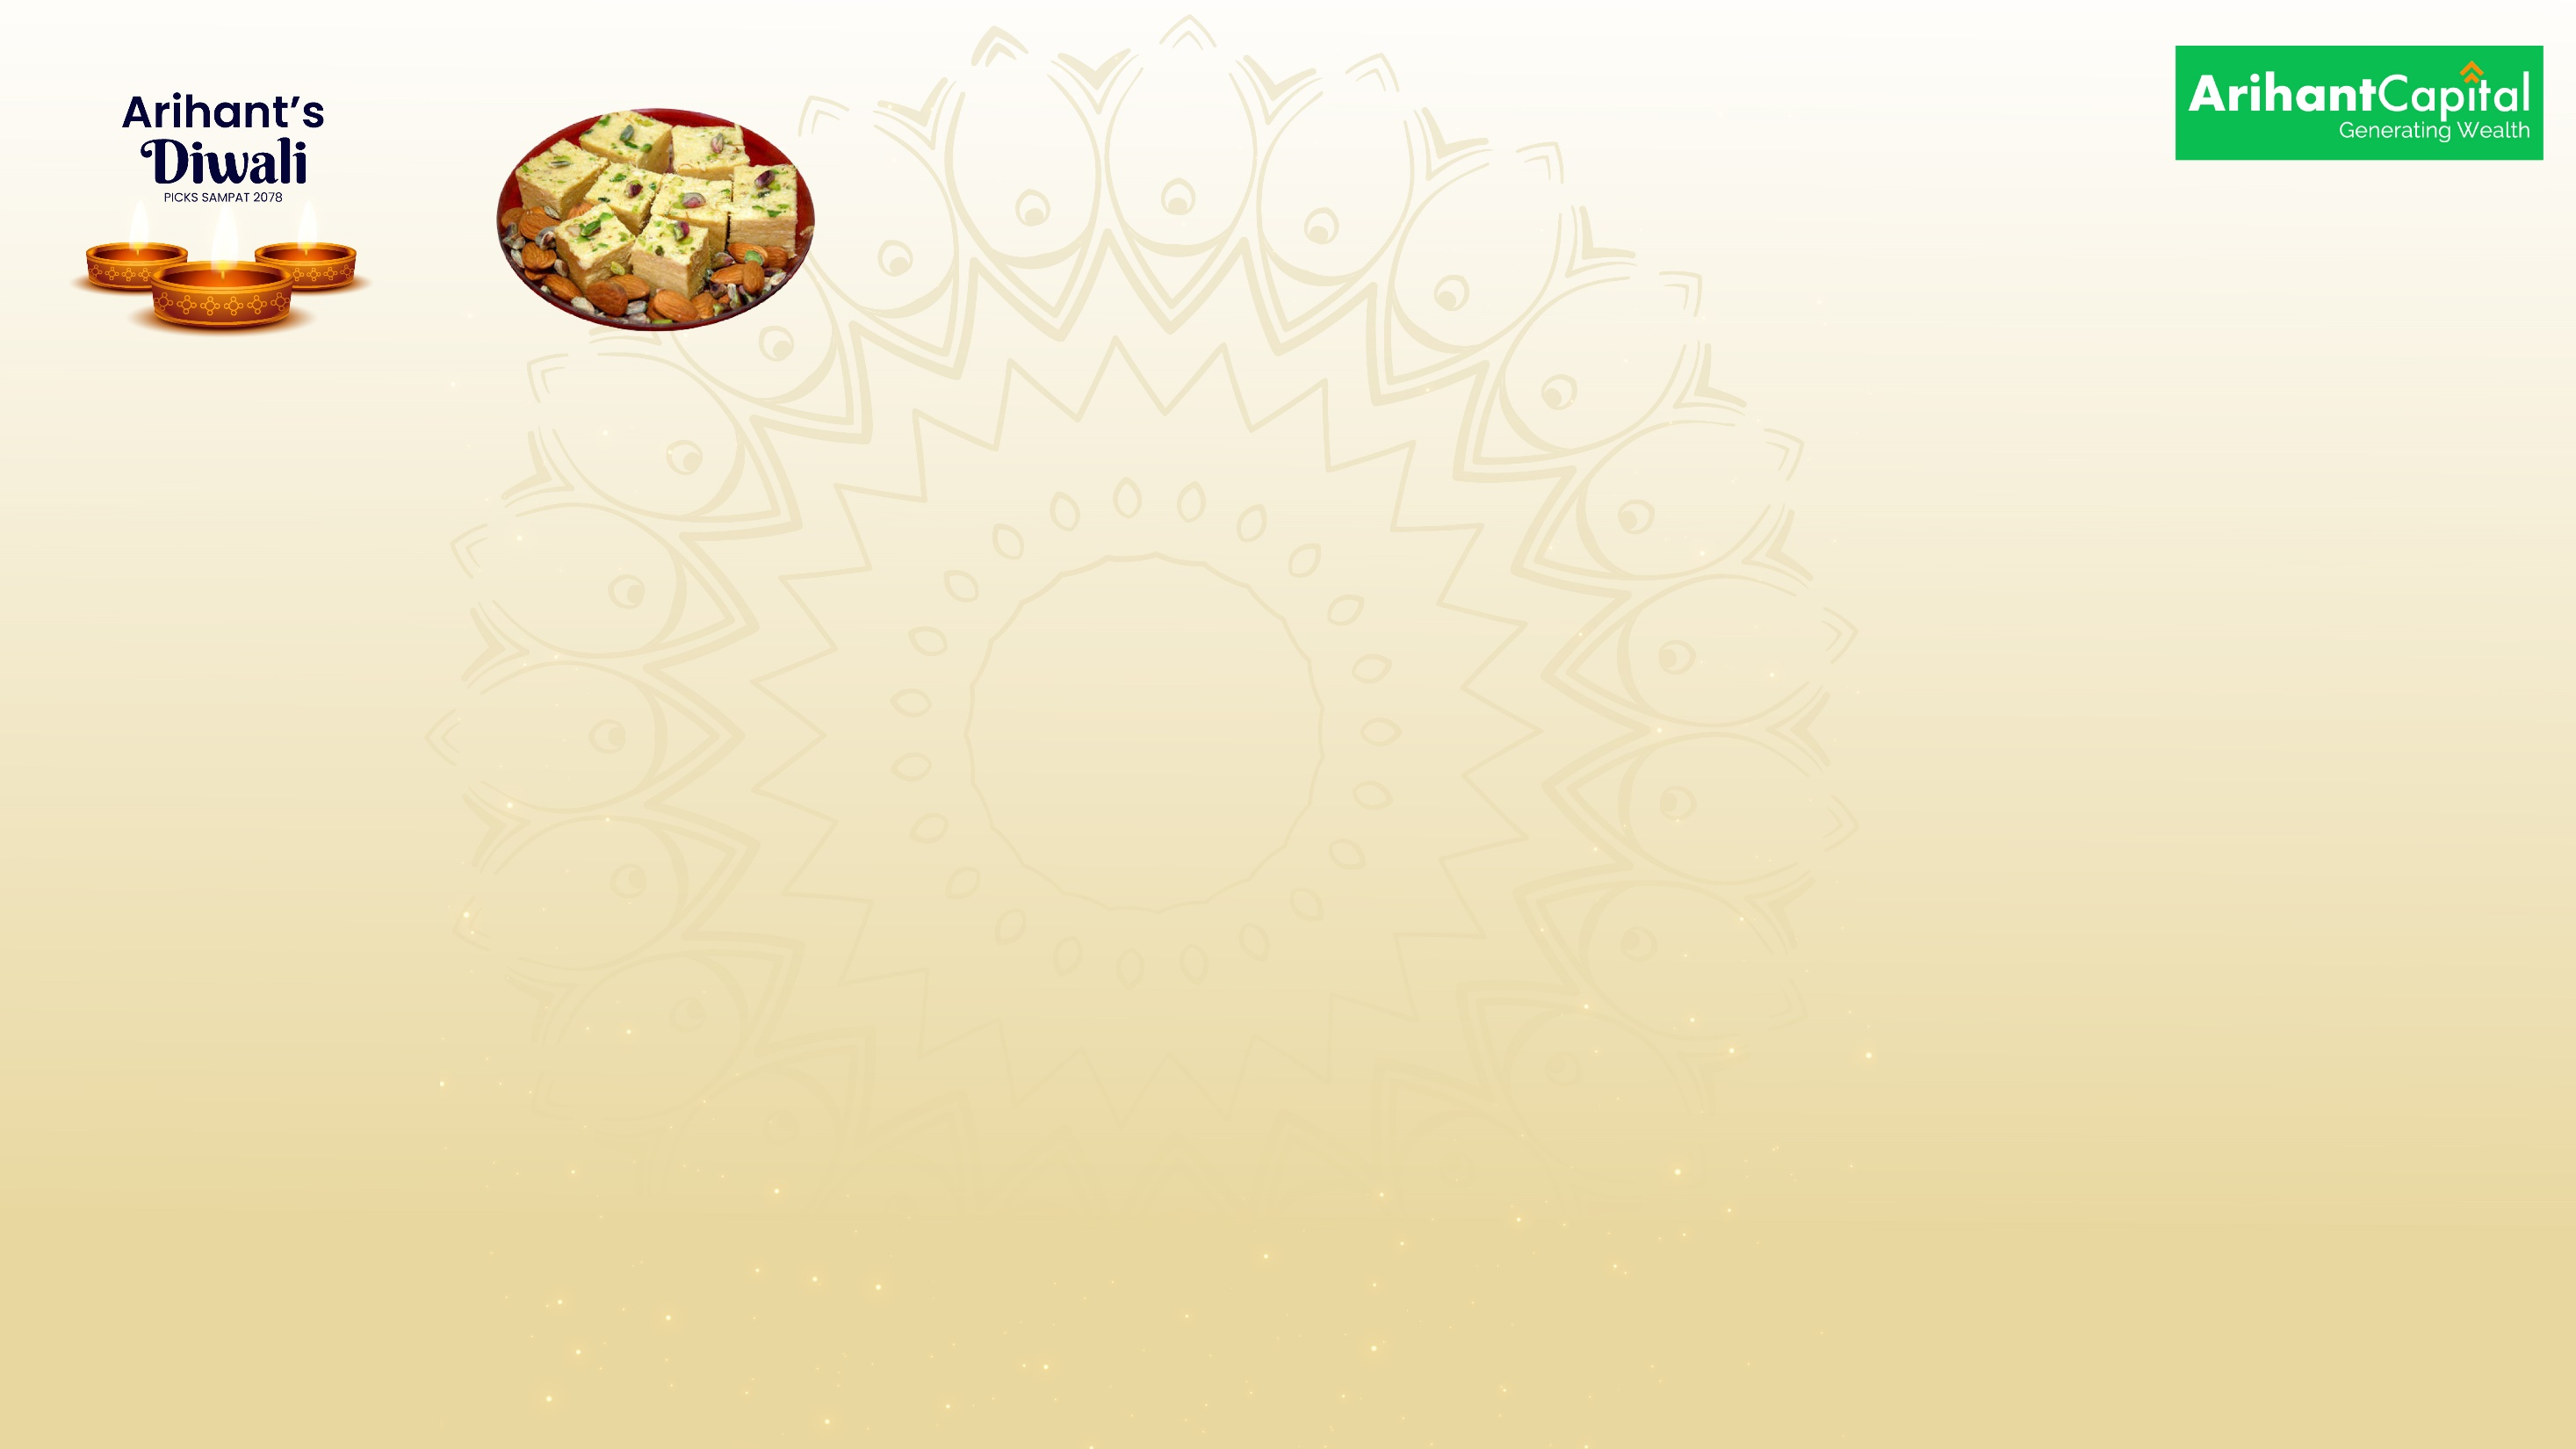 Arihant’s
Diwali
PICKS SAMPAT 2078
ArihantCapital
Generating Wealth